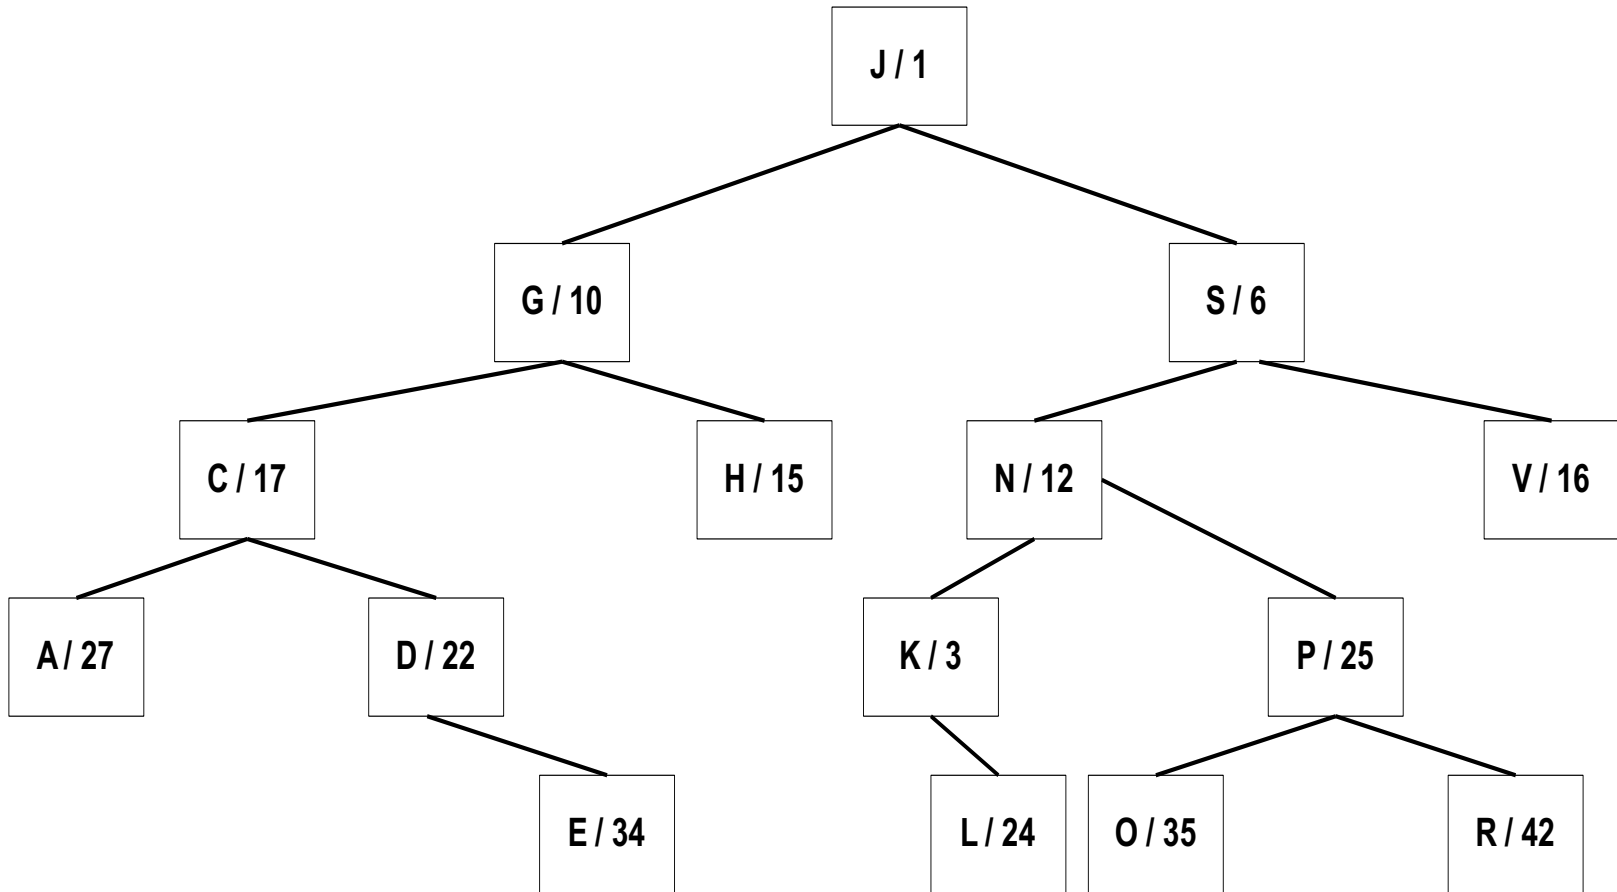 J / 1
G / 10
S / 6
C / 17
H / 15
N / 12
V / 16
A / 27
D / 22
K / 3
P / 25
E / 34
L / 24
O / 35
R / 42